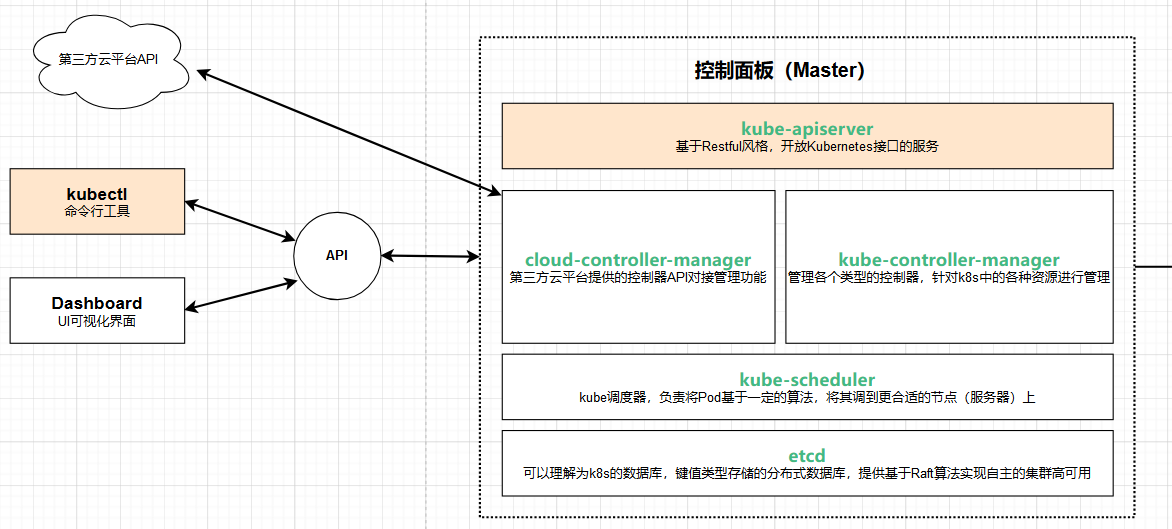 第三方云平台API
kubectl
命令行工具
Dashboard
UI可视化界面
API
控制面板（Master）
kube-apiserver
基于Restful风格，开放Kubernetes接口的服务
cloud-controller-manager
第三方云平台提供的控制器API对接管理功能
kube-controller-manager
管理各个类型的控制器，针对k8s中的各种资源进行管理
kube-scheduler
kube调度器，负责将Pod基于一定的算法，将其调到更合适的节点（服务器）上
etcd
可以理解为k8s的数据库，键值类型存储的分布式数据库，提供基于Raft算法实现自主的集群高可用